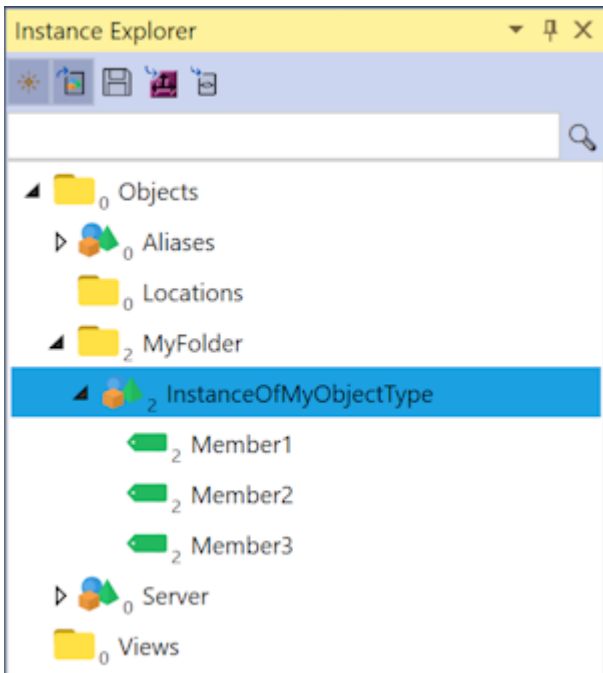 Instance Explorer
0 Objects
0 Aliases
0 Locations
2 MyFolder
2 InstanceOfMyObjectType
2 Member1
2 Member2
2 Member3
0 Server
0 Views